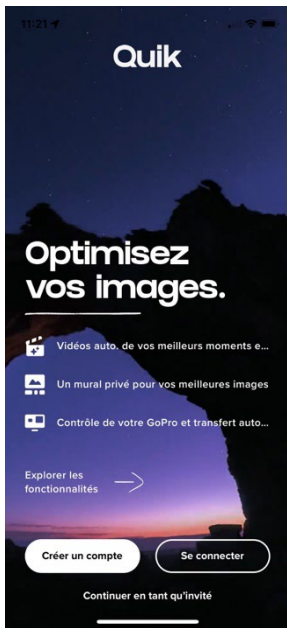 11:21
Quik
Optimisez
vos images.
Vidéos auto. de vos meilleurs moments e...
Un mural privé pour vos meilleures images
Contrôle de votre GoPro et transfert auto...
Explorer les
fonctionnalités
Créer un compte
Se connecter
Continuer en tant qu'invité